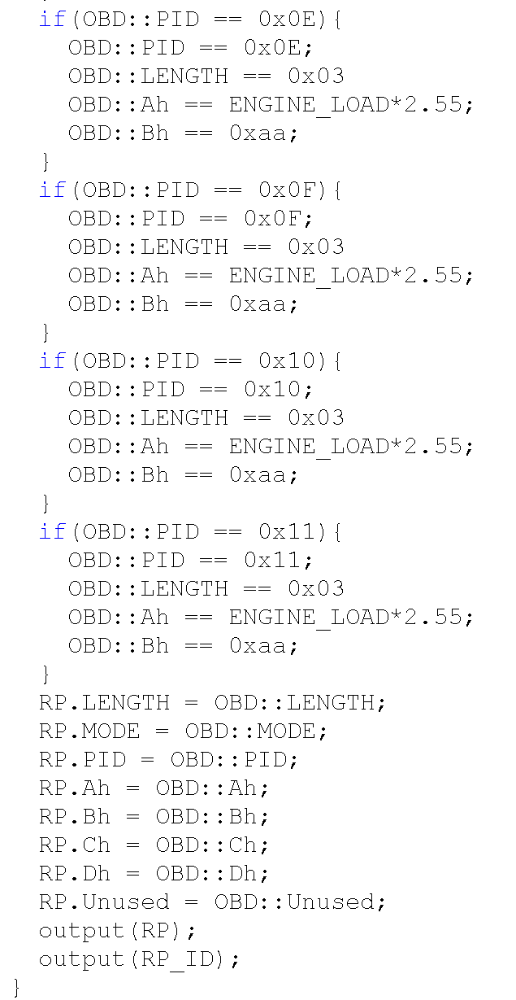 if(OBD::PID == 0x0E){
OBD::PID == 0x0E;
OBD::LENGTH == 0x03
OBD::Ah == ENGINE_LOAD*2.55;
OBD::Bh == 0xaa;
}
if(OBD::PID == 0x0F){
OBD::PID == 0x0F;
OBD::LENGTH == 0x03
OBD::Ah == ENGINE_LOAD*2.55;
OBD::Bh == 0xaa;
}
if(OBD::PID == 0x10){
OBD::PID == 0x10;
OBD::LENGTH == 0x03
OBD::Ah == ENGINE_LOAD*2.55;
OBD::Bh == 0xaa;
}
if(OBD::PID == 0x11){
OBD::PID == 0x11;
OBD::LENGTH == 0x03
OBD::Ah == ENGINE_LOAD*2.55;
OBD::Bh == 0xaa;
}
RP.LENGTH = OBD::LENGTH;
RP.MODE = OBD::MODE;
RP.PID = OBD::PID;
RP.Ah = OBD::Ah;
RP.Bh = OBD::Bh;
RP.Ch = OBD::Ch;
RP.Dh = OBD::Dh;
RP.Unused = OBD::Unused;
output(RP);
output(RP_ID);
}